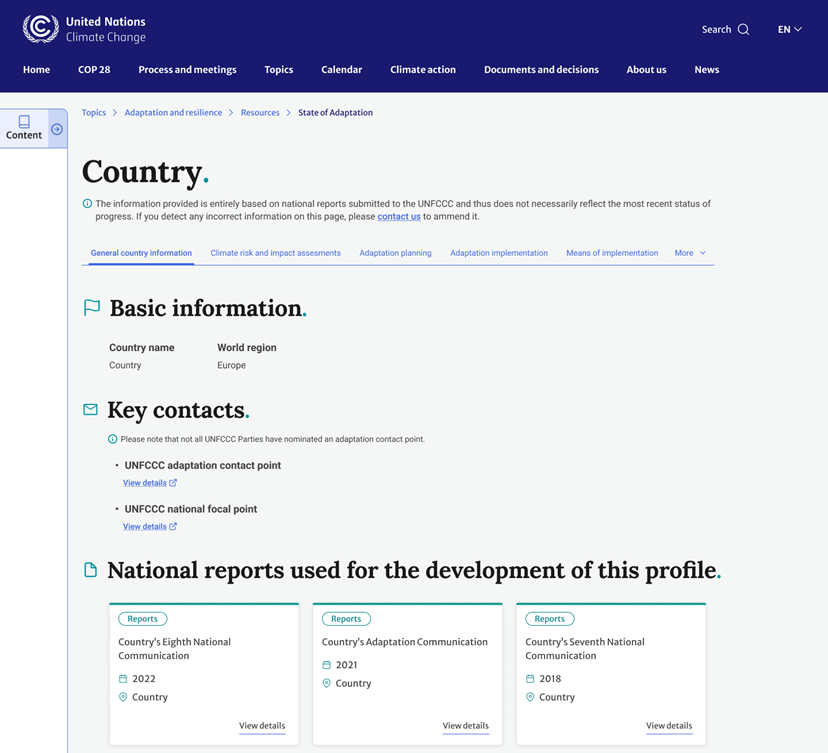 United Nations
Climate Change
Search
EN
Home COP 28 Process and meetings Topics Calendar Climate action Documents and decisions About us News
Content
Topics > Adaptation and resilience > Resources > State of Adaptation
Country.
The information provided is entirely based on national reports submitted to the UNFCCC and thus does not necessarily reflect the most recent status of
progress. If you detect any incorrect information on this page, please contact us to ammend it.
General country information Climate risk and impact assesments Adaptation planning Adaptation implementation Means of implementation More
Basic information.
Country name World region
Country Europe
Key contacts.
Please note that not all UNFCCC Parties have nominated an adaptation contact point.
• UNFCCC adaptation contact point
View details
• UNFCCC national focal point
View details
National reports used for the development of this profile.
Reports
Country's Eighth National
Communication
2022
Country
View details
Reports
Country's Adaptation Communication
2021
Country
View details
Reports
Country's Seventh National
Communication
2018
Country
View details